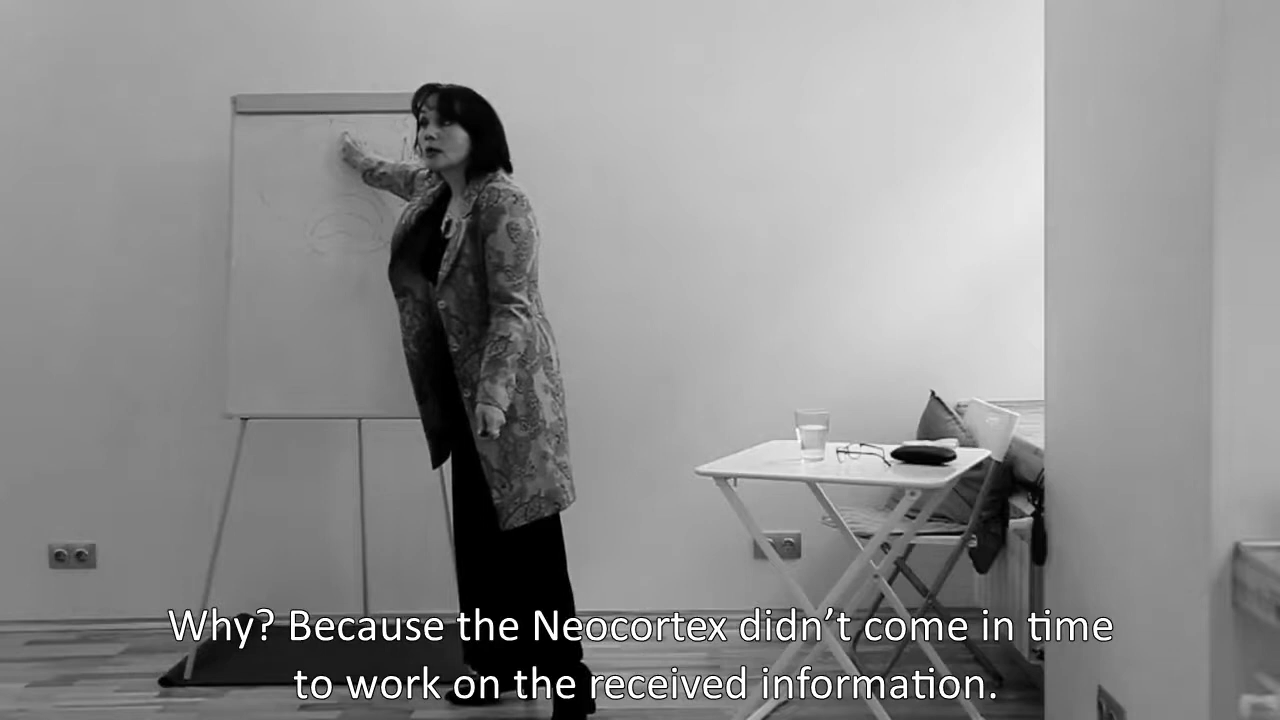 Why? Because the Neocortex didn't come in time
to work on the received information.